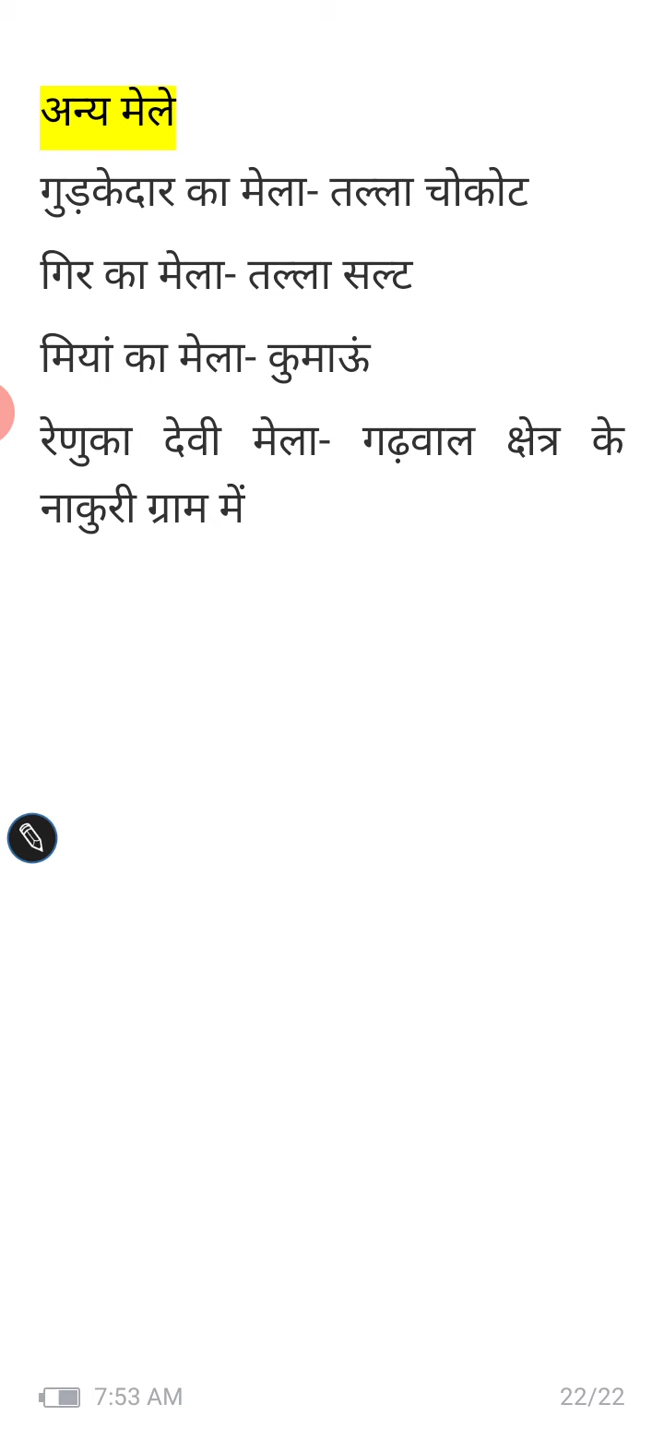 अन्य मेले
गुड़केदार का मेला- तल्ला चोकोट
गिर का मेला- तल्ला सल्ट
मियां का मेला- कुमाऊं
रेणुका देवी मेला- गढ़वाल क्षेत्र के
नाकुरी ग्राम में
7:53 AM 22/22